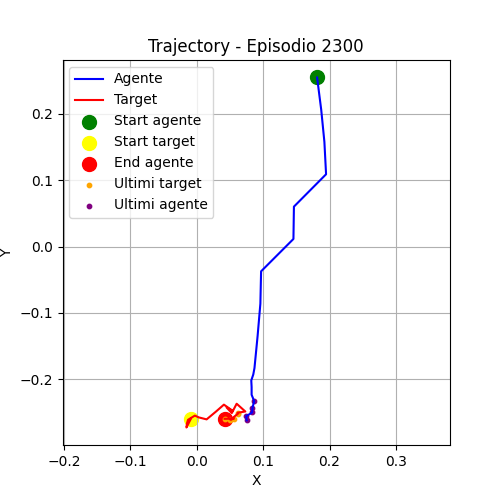 Trajectory - Episodio 2300
Agente
Target
Start agente
Start target
End agente
Ultimi target
Ultimi agente
0.2
0.1
0.0
−0.1
−0.2
Y
−0.2
−0.1
0.0
0.1
0.2
0.3
X